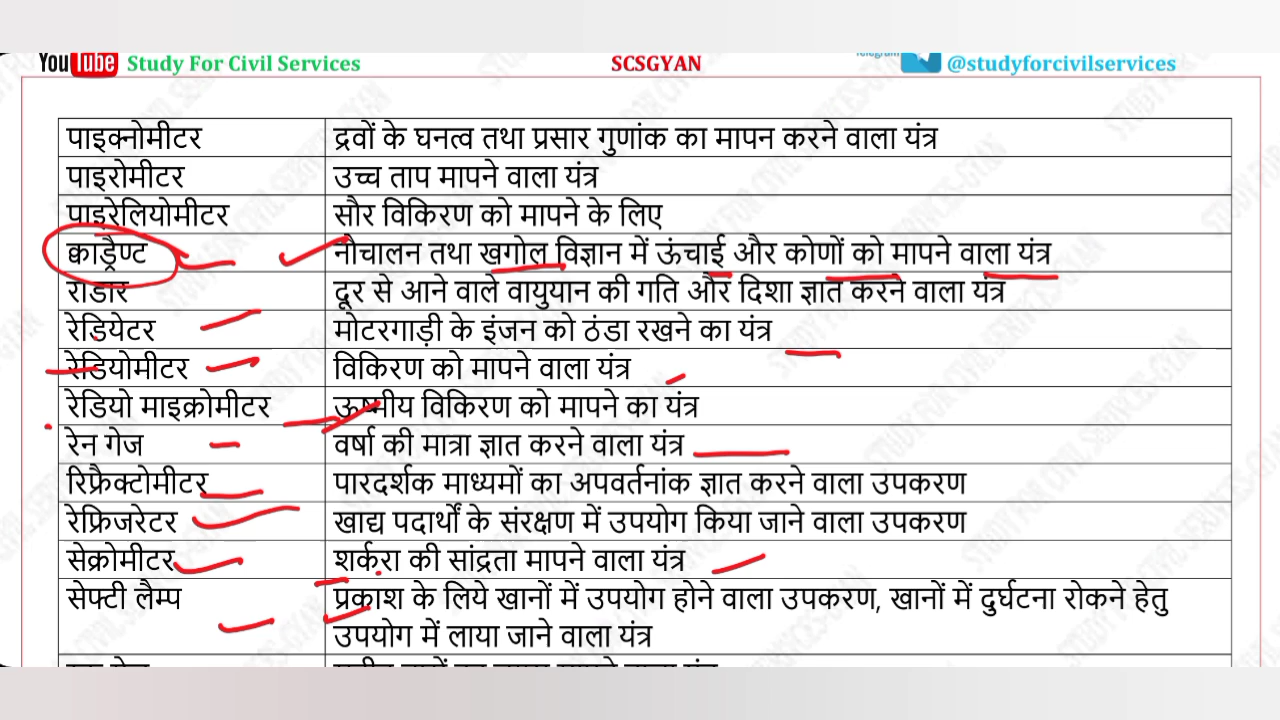 YouTube Study For Civil Services SCSGYAN Telegram @studyforcivilservices
पाइक्नोमीटर द्रवों के घनत्व तथा प्रसार गुणांक का मापन करने वाला यंत्र
पाइरोमीटर उच्च ताप मापने वाला यंत्र
पाइरेलियोमीटर सौर विकिरण को मापने के लिए
क्वाड्रैण्ट नौचालन तथा खगोल विज्ञान में ऊंचाई और कोणों को मापने वाला यंत्र
राडार दूर से आने वाले वायुयान की गति और दिशा ज्ञात करने वाला यंत्र
रेडियेटर मोटरगाड़ी के इंजन को ठंडा रखने का यंत्र
रेडियोमीटर विकिरण को मापने वाला यंत्र
रेडियो माइक्रोमीटर ऊष्मीय विकिरण को मापने का यंत्र
रेन गेज वर्षा की मात्रा ज्ञात करने वाला यंत्र
रिफ्रैक्टोमीटर पारदर्शक माध्यमों का अपवर्तनांक ज्ञात करने वाला उपकरण
रेफ्रिजरेटर खाद्य पदार्थों के संरक्षण में उपयोग किया जाने वाला उपकरण
सेक्रोमीटर शर्करा की सांद्रता मापने वाला यंत्र
सेफ्टी लैम्प प्रकाश के लिये खानों में उपयोग होने वाला उपकरण, खानों में दुर्घटना रोकने हेतु
उपयोग में लाया जाने वाला यंत्र